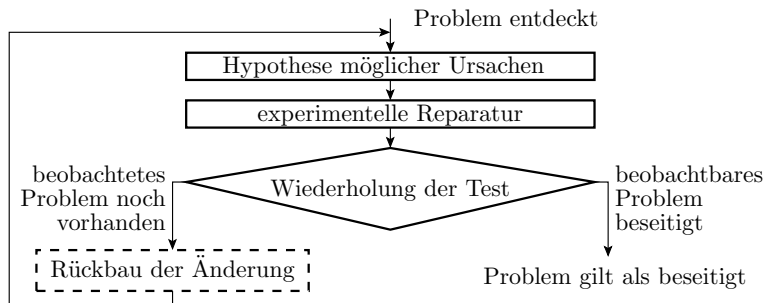 Problem entdeckt
Hypothese möglicher Ursachen
experimentelle Reparatur
Wiederholung der Test
beobachtetes
Problem noch
vorhanden
beobachtbares
Problem
beseitigt
Rückbau der Änderung
Problem gilt als beseitigt